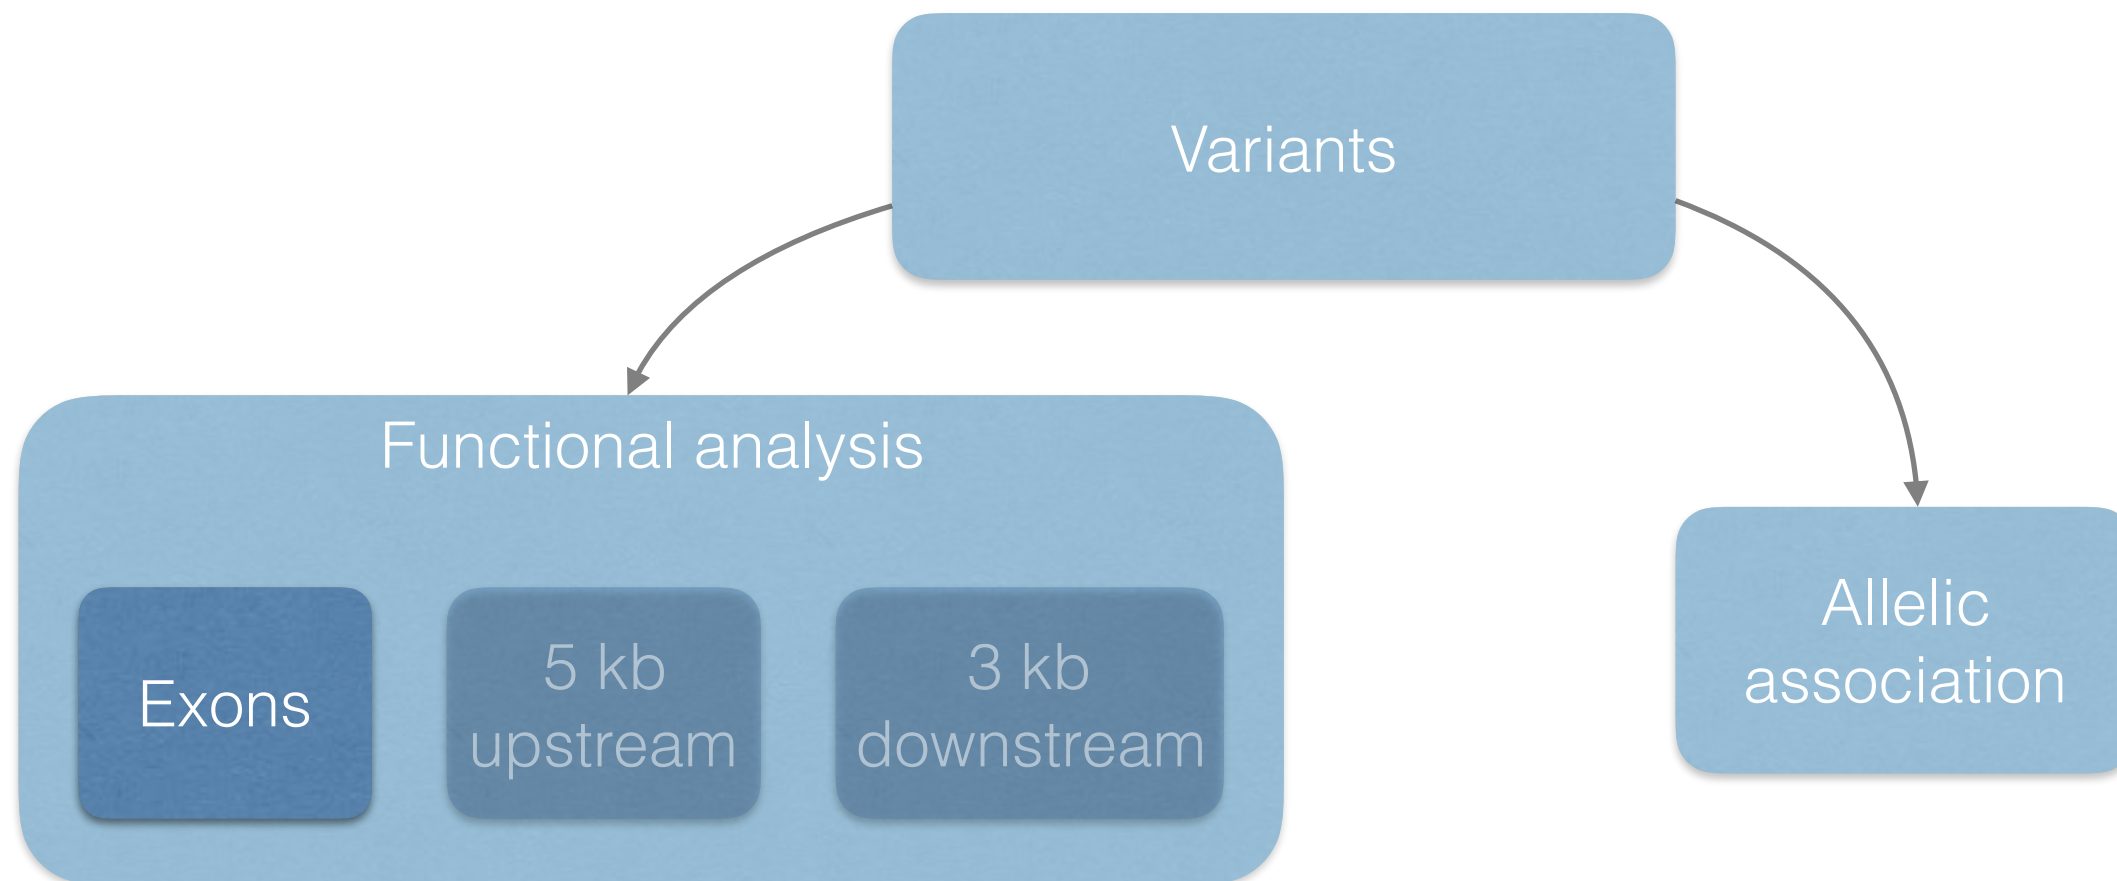 Variants
Functional analysis
Exons
5 kb
upstream
3 kb
downstream
Allelic
association